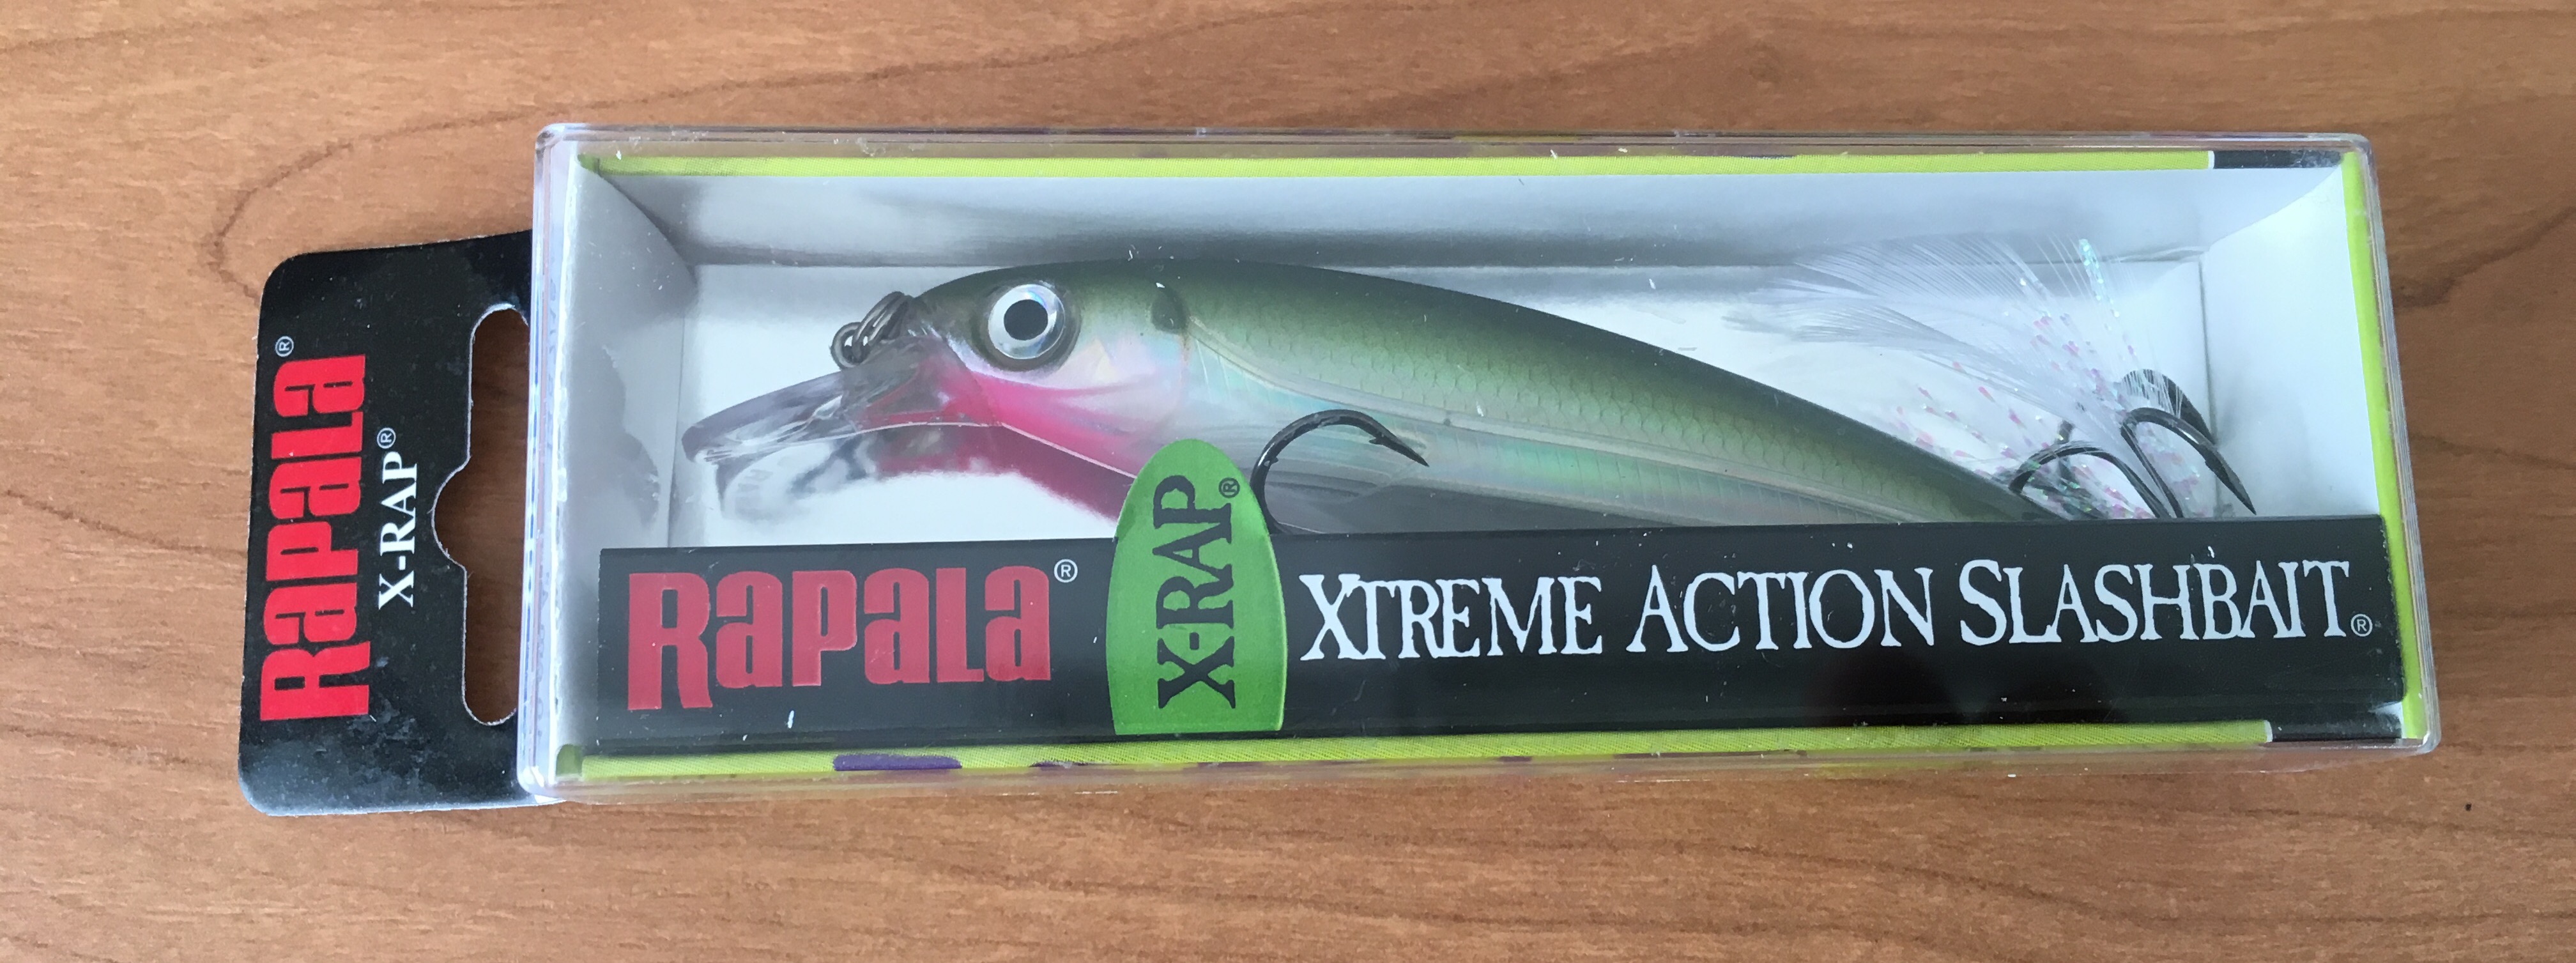 RAPALA®
X-RAP®
RAPALA®
X-RAP®
XTREME ACTION SLASHBAIT®